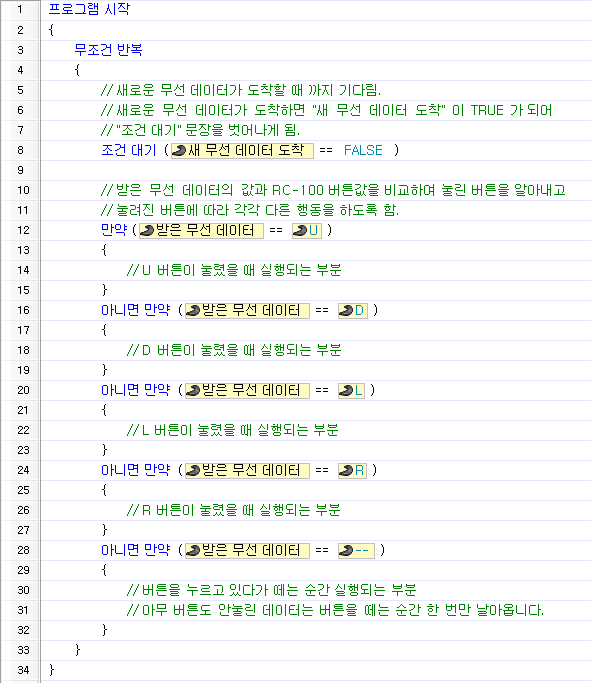 1 프로그램 시작
2 {
3 무조건 반복
4 {
5 // 새로운 무선 데이터가 도착할 때 까지 기다림.
6 // 새로운 무선 데이터가 도착하면 "새 무선 데이터 도착" 이 TRUE 가 되어
7 // "조건 대기" 문장을 벗어나게 됨.
8 조건 대기 ( 새 무선 데이터 도착 == FALSE )
9
10 // 받은 무선 데이터의 값과 RC-100 버튼값을 비교하여 눌린 버튼을 알아내고
11 // 눌려진 버튼에 따라 각각 다른 행동을 하도록 함.
12 만약 ( 받은 무선 데이터 == U )
13 {
14 // U 버튼이 눌렸을 때 실행되는 부분
15 }
16 아니면 만약 ( 받은 무선 데이터 == D )
17 {
18 // D 버튼이 눌렸을 때 실행되는 부분
19 }
20 아니면 만약 ( 받은 무선 데이터 == L )
21 {
22 // L 버튼이 눌렸을 때 실행되는 부분
23 }
24 아니면 만약 ( 받은 무선 데이터 == R )
25 {
26 // R 버튼이 눌렸을 때 실행되는 부분
27 }
28 아니면 만약 ( 받은 무선 데이터 == -- )
29 {
30 // 버튼을 누르고 있다가 떼는 순간 실행되는 부분
31 // 아무 버튼도 안눌린 데이터는 버튼을 떼는 순간 한 번만 날아옵니다.
32 }
33 }
34 }